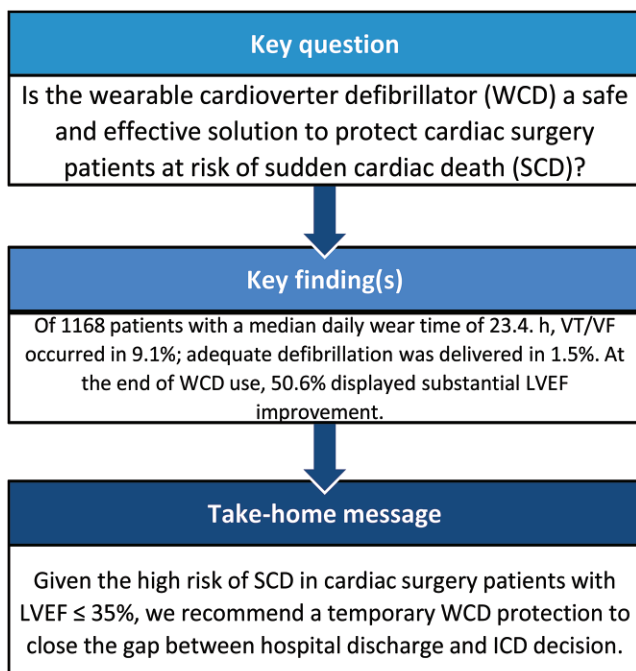 Key question
Is the wearable cardioverter defibrillator (WCD) a safe
and effective solution to protect cardiac surgery
patients at risk of sudden cardiac death (SCD)?
Key finding(s)
Of 1168 patients with a median daily wear time of 23.4. h, VT/VF
occurred in 9.1%; adequate defibrillation was delivered in 1.5%. At
the end of WCD use, 50.6% displayed substantial LVEF
improvement.
Take-home message
Given the high risk of SCD in cardiac surgery patients with
LVEF ≤ 35%, we recommend a temporary WCD protection to
close the gap between hospital discharge and ICD decision.